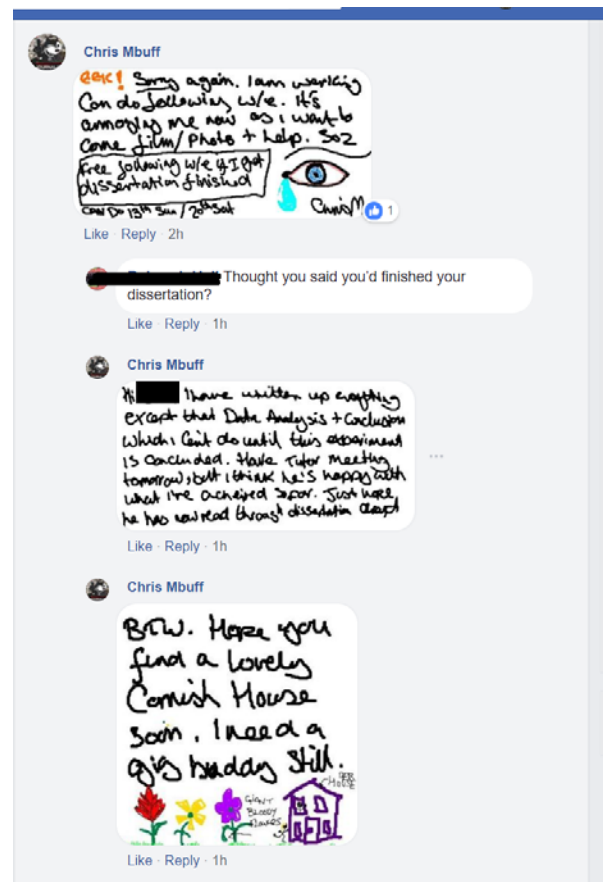 Chris Mbuff
EEK! Sorry again. I am working
Can do following w/e. It's
annoying me now as i want to
come film/Photo + help. Soz
Free following w/e if I get
dissertation finished
CAN DO 13th Sun / 20th Sat
ChrisM
1
Like · Reply · 2h
Thought you said you'd finished your
dissertation?
Like · Reply · 1h
Chris Mbuff
Hi I have written up everything
except that Data Analysis + Conclusion
which i Can't do until this experiment
is concluded. Have Tutor Meeting
tomorrow, but i think he's happy with
what I've acheived so far. Just hope
he has now read through dissertation
Like · Reply · 1h
Chris Mbuff
BTW. Hope you
find a lovely
Cornish House
soon. I need a
gig buddy still.
GIANT
BLOODY
flowers
HOUSE
Like · Reply · 1h